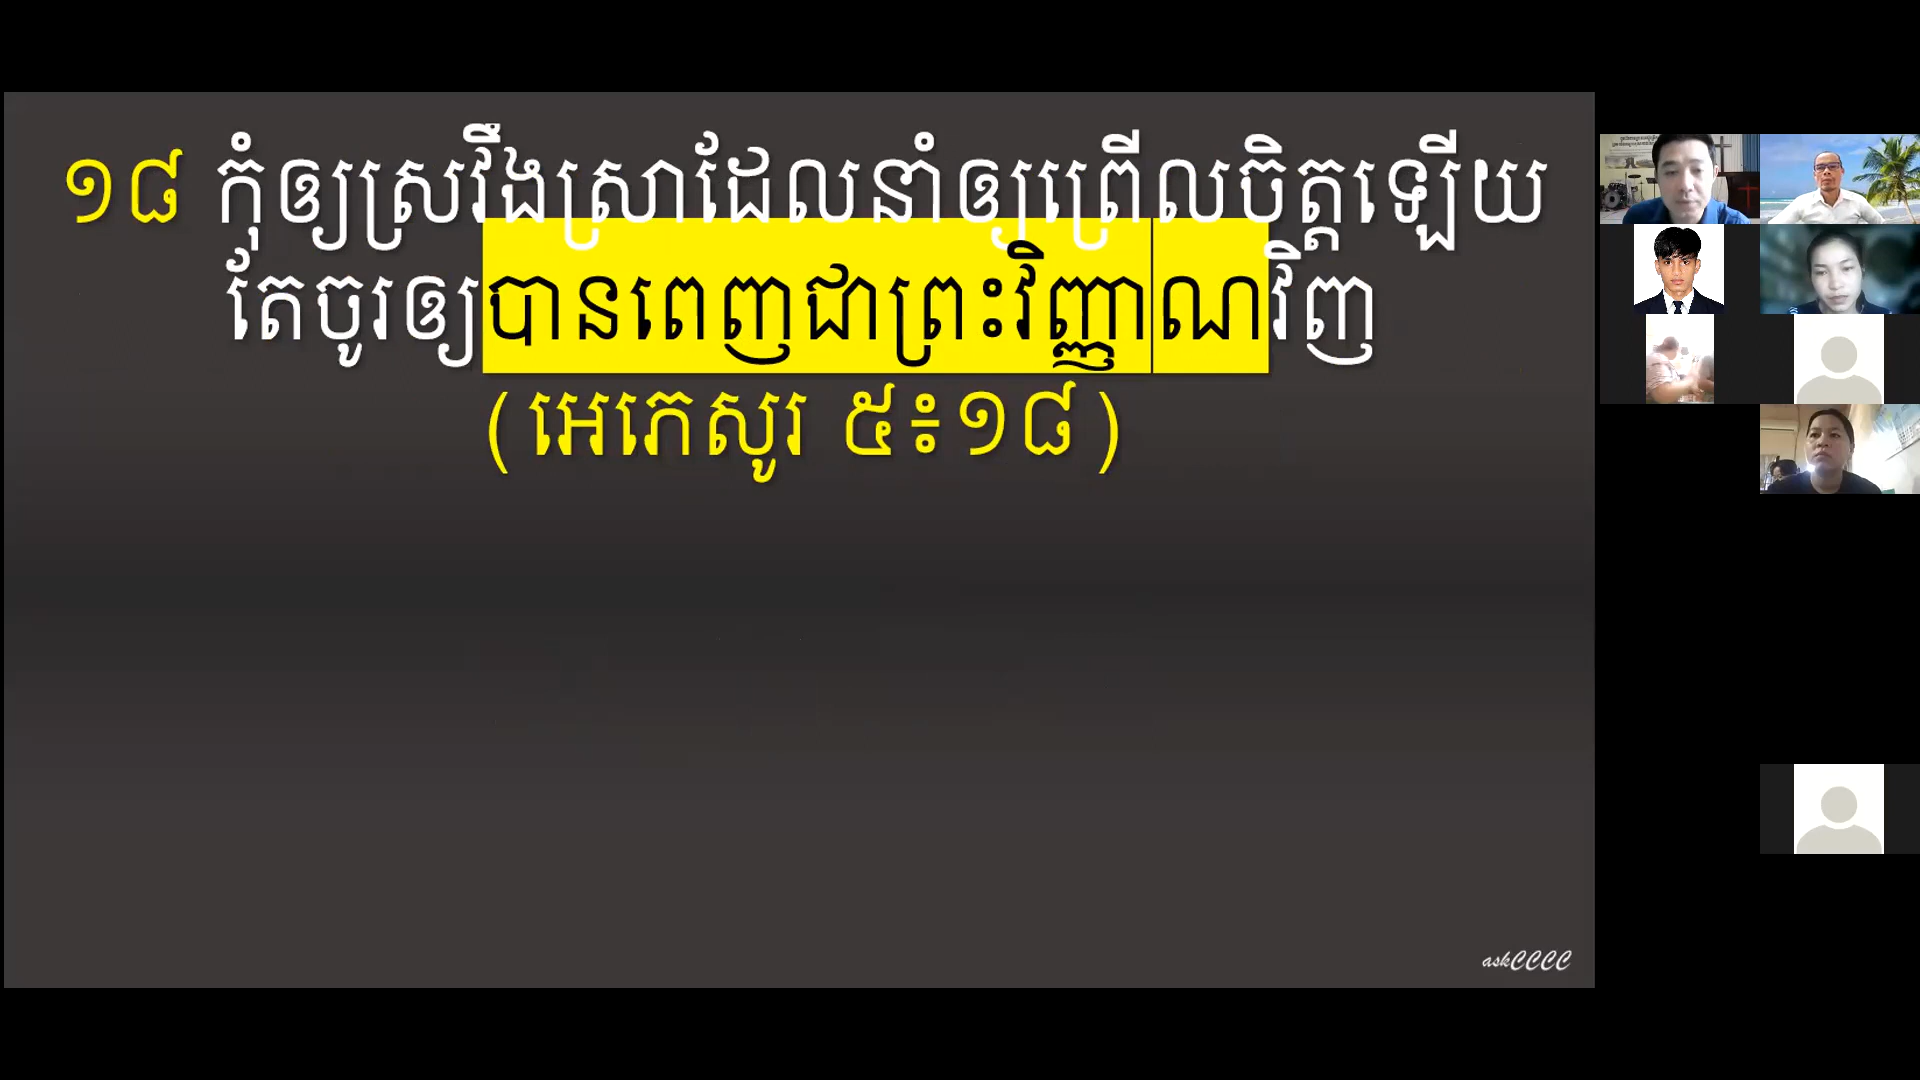 ១៨ កុំឲ្យស្រវឹងស្រាដែលនាំឲ្យព្រើលចិត្តឡើយ
តែចូរឲ្យបានពេញជាព្រះវិញ្ញាណវិញ
(អេភេសូរ ៥៖១៨)
askCCCC